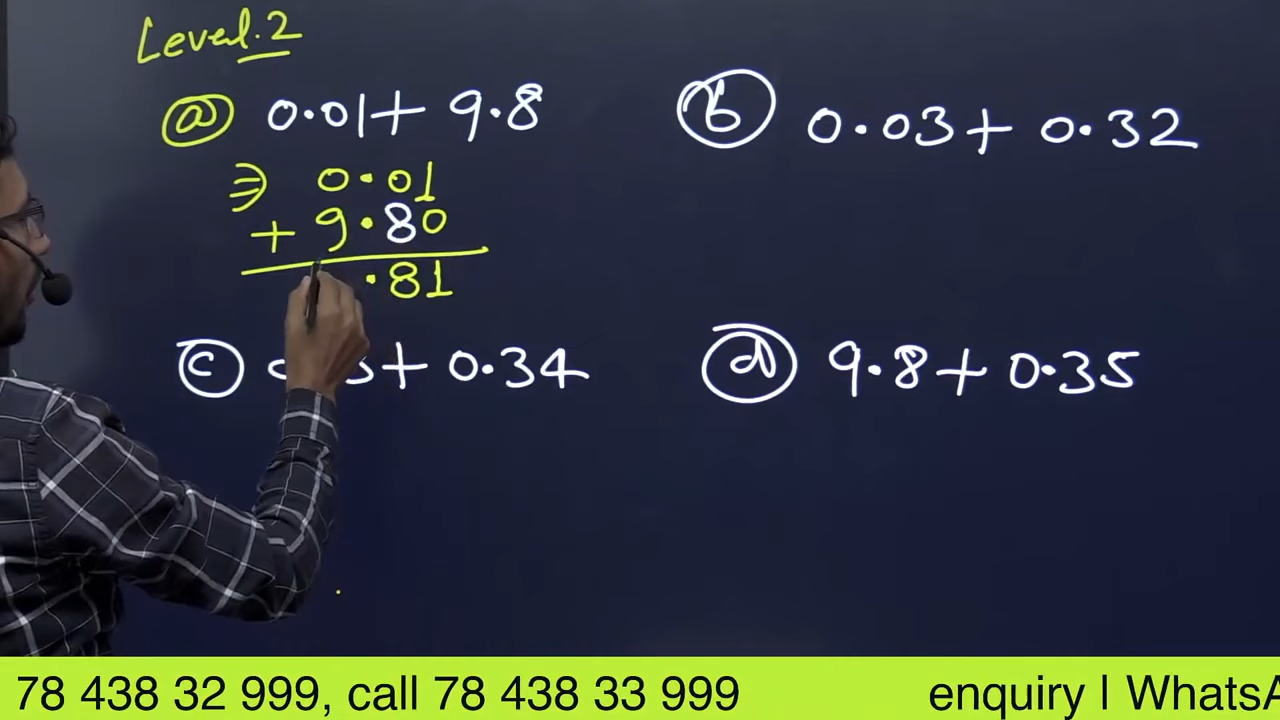 Level.2
ⓐ 0.01+ 9.8
⇒ 0.01
+ 9.80
.81
ⓑ 0.03+ 0.32
ⓒ + 0.34
ⓓ 9.8+ 0.35
78 438 32 999, call 78 438 33 999 enquiry | WhatsA